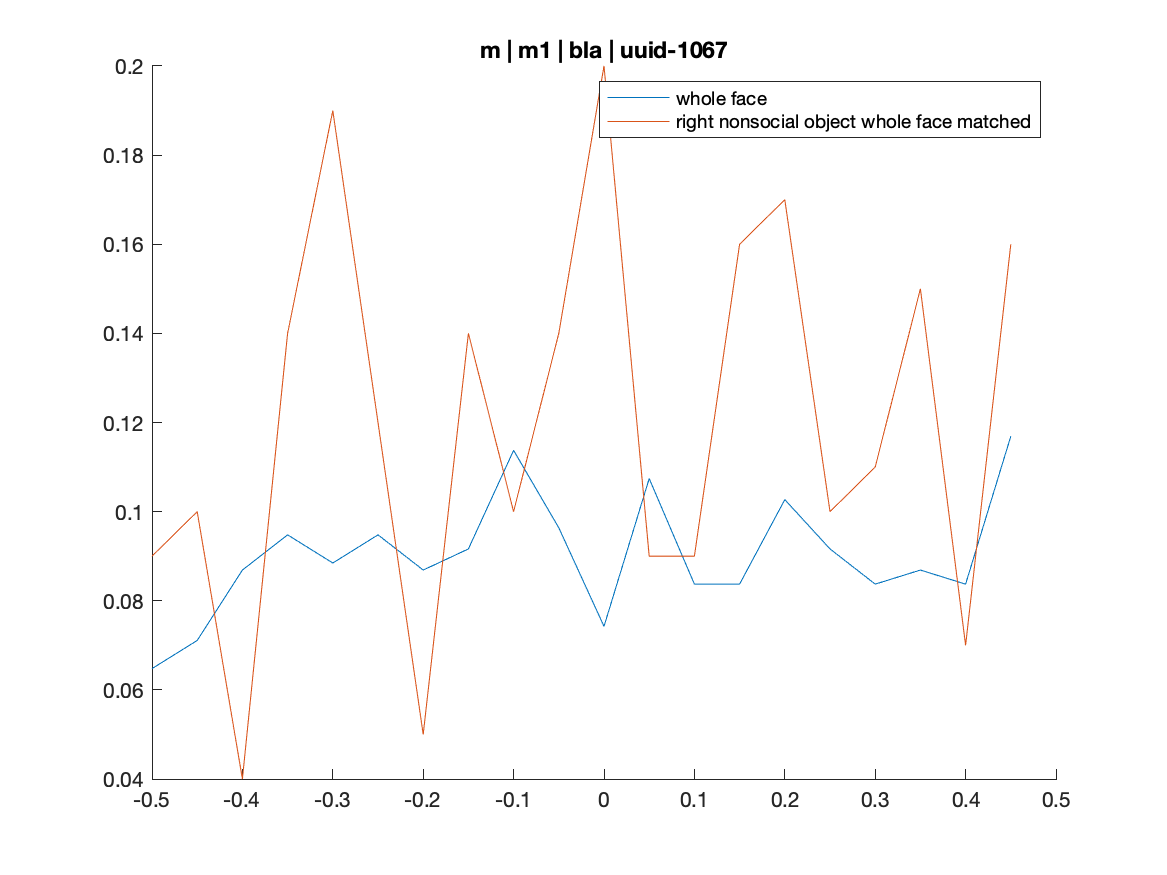 m | m1 | bla | uuid-1067
0.2
whole face
right nonsocial object whole face matched
0.18
0.16
0.14
0.12
0.1
0.08
0.06
0.04
-0.5 -0.4 -0.3 -0.2 -0.1 0 0.1 0.2 0.3 0.4 0.5